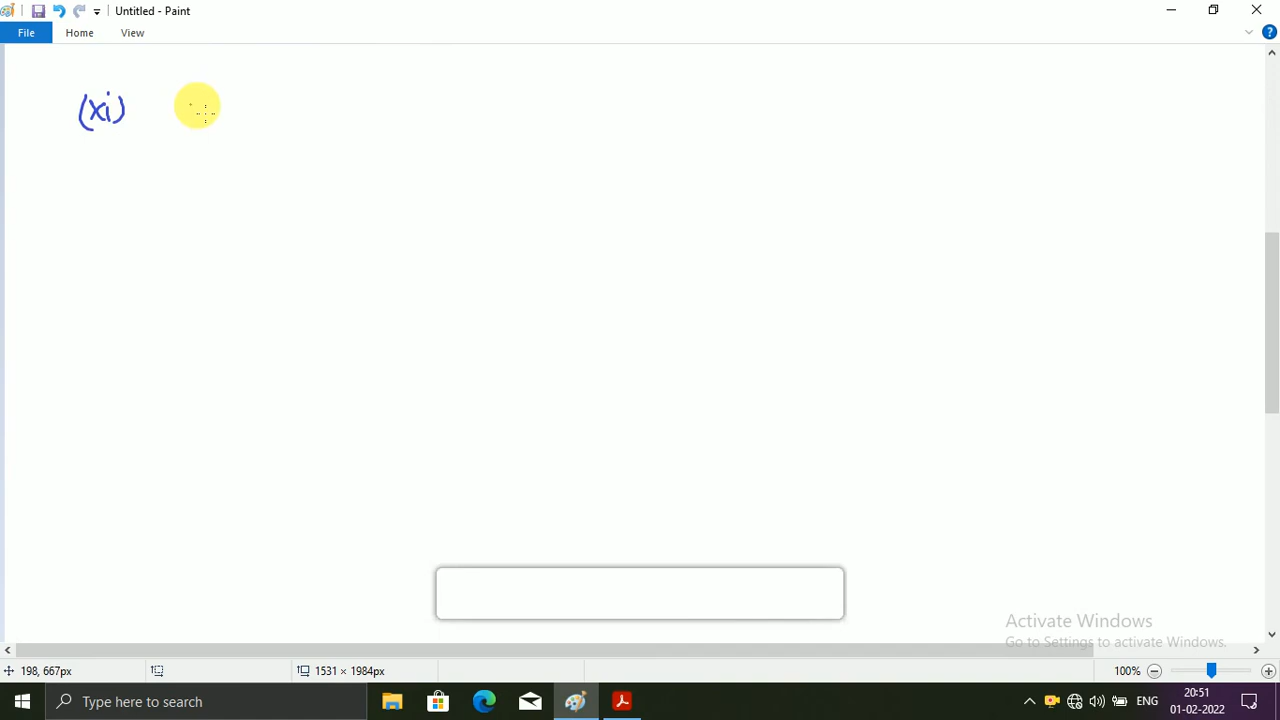 Untitled - Paint
File Home View
(xi)
Activate Windows
Go to Settings to activate Windows.
198, 667px 1531 × 1984px 100%
Type here to search ENG 20:51
01-02-2022